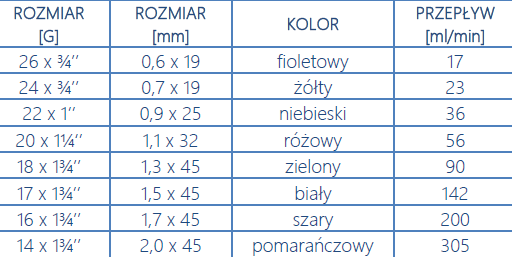 ROZMIAR [G] ROZMIAR [mm] KOLOR PRZEPŁYW [ml/min]
26 x ¾’’ 0,6 x 19 fioletowy 17
24 x ¾’’ 0,7 x 19 żółty 23
22 x 1’’ 0,9 x 25 niebieski 36
20 x 1¼’’ 1,1 x 32 różowy 56
18 x 1¾’’ 1,3 x 45 zielony 90
17 x 1¾’’ 1,5 x 45 biały 142
16 x 1¾’’ 1,7 x 45 szary 200
14 x 1¾’’ 2,0 x 45 pomarańczowy 305